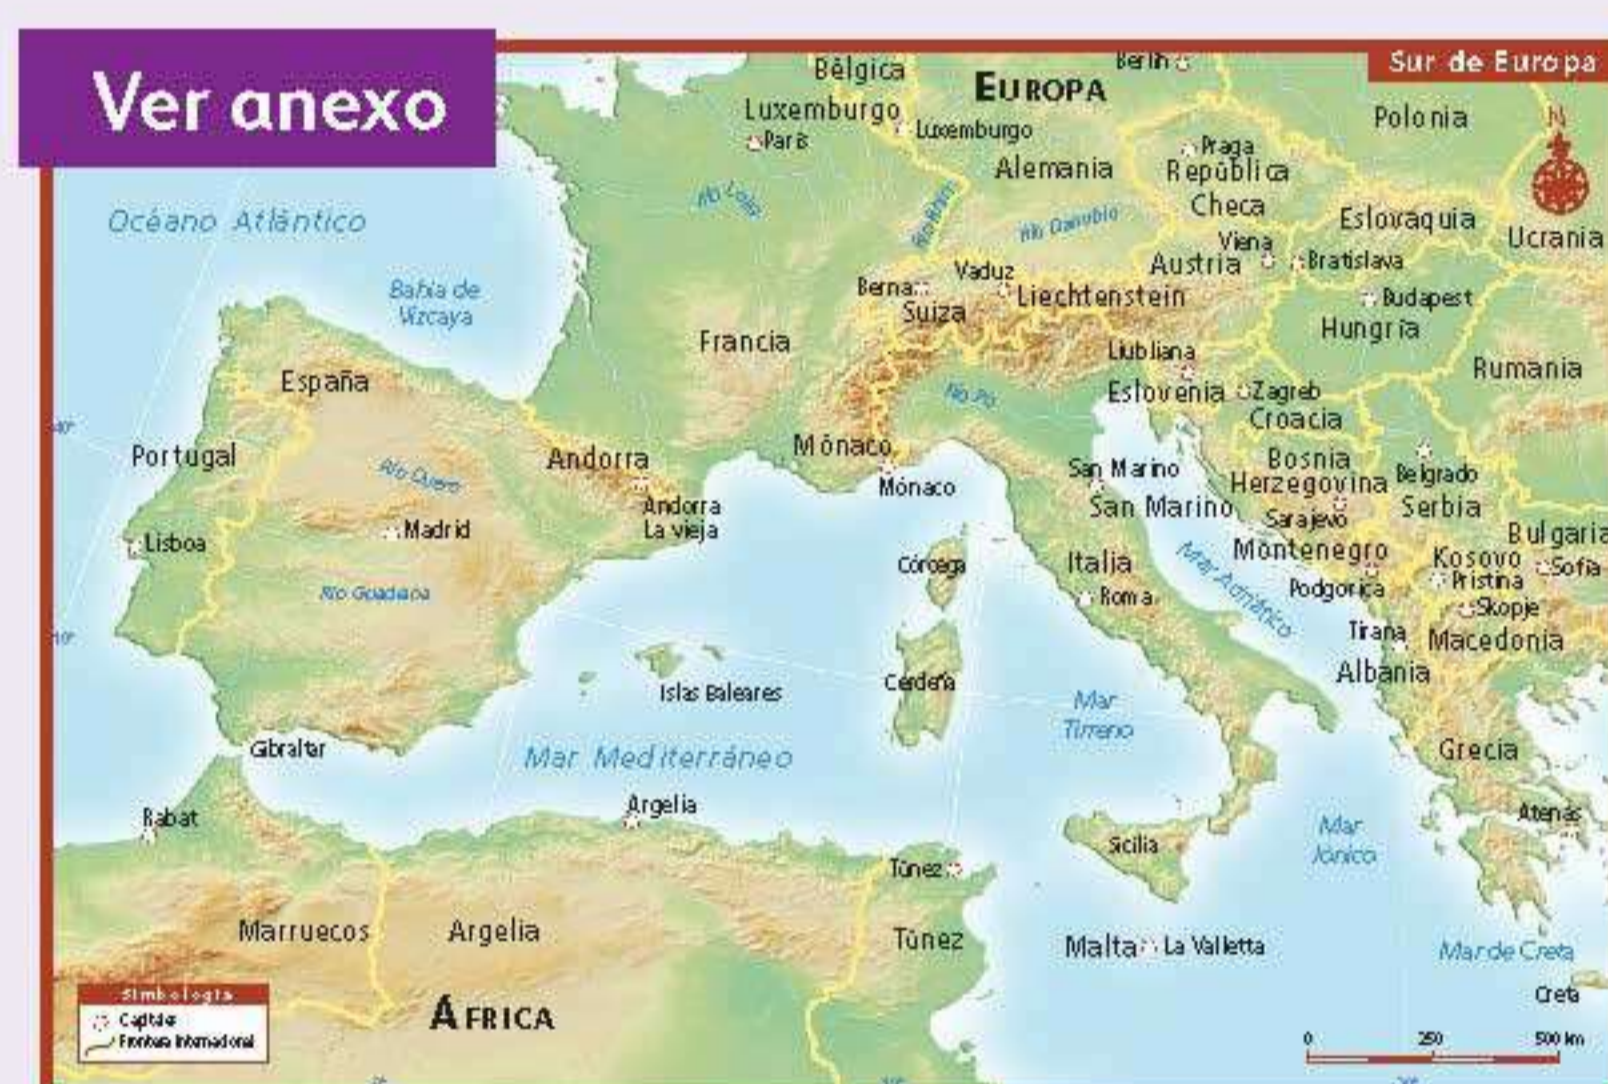 Ver anexo
Sur de Europa
EUROPA
Bélgica
Berlín
Polonia
N
Luxemburgo
Luxemburgo
París
Alemania
Praga
República
Checa
Eslovaquia
Ucrania
Río Loira
Río Rhin
Río Danubio
Océano Atlántico
Viena
Austria
Bratislava
Bahía de
Vizcaya
Berna
Vaduz
Liechtenstein
Suiza
Budapest
Hungría
Francia
Liubliana
Rumania
España
Río Po
Eslovenia
Zagreb
Croacia
40°
Portugal
Río Duero
Andorra
Mónaco
Mónaco
San Marino
San Marino
Bosnia
Herzegovina
Belgrado
Serbia
Andorra
La vieja
Sarajevo
Bulgaria
Lisboa
Madrid
Córcega
Italia
Mar Adriático
Montenegro
Kosovo
Sofía
Pristina
Podgorica
Río Guadiana
Roma
Skopje
Tirana
Macedonia
10°
Islas Baleares
Cerdeña
Albania
Mar
Tirreno
Gibraltar
Mar Mediterráneo
Grecia
Rabat
Argelia
Sicilia
Mar
Jónico
Atenas
Túnez
Marruecos
Argelia
Túnez
Malta
La Valletta
Mar de Creta
Creta
ÁFRICA
Simbología
Capitales
Frontera internacional
0 250 500 km